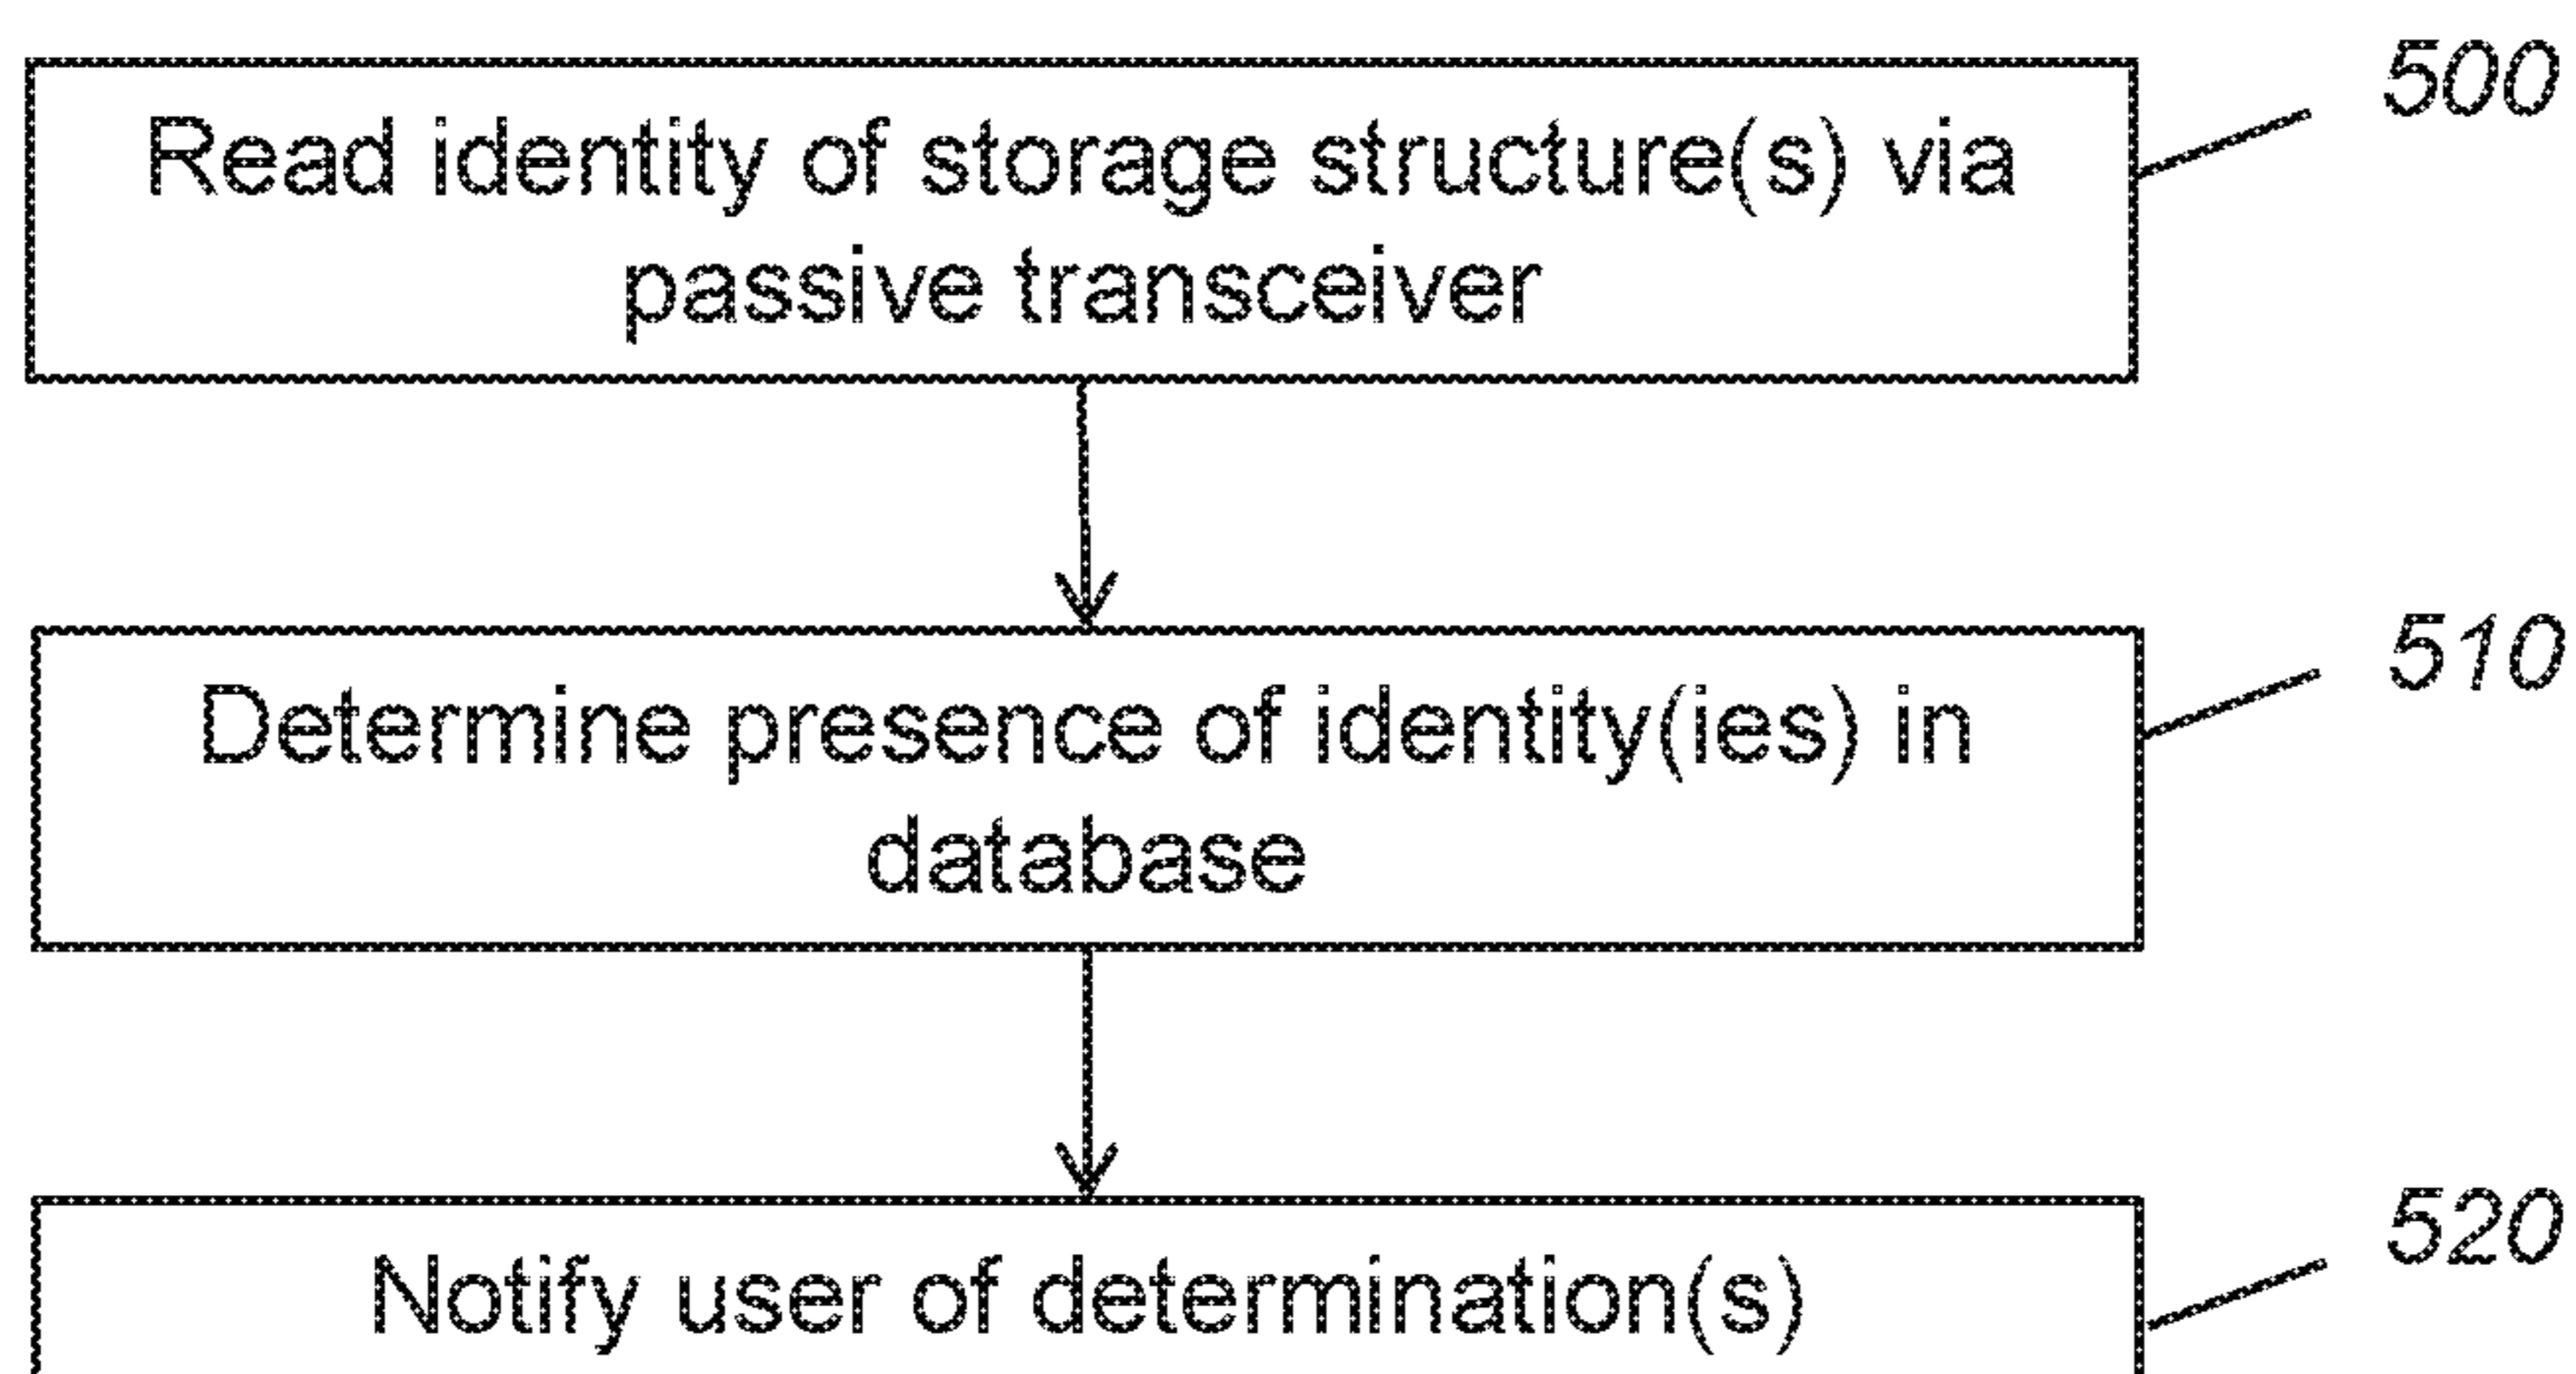 500
Read identity of storage structure(s) via
passive transceiver
510
Determine presence of identity(ies) in
database
520
Notify user of determination(s)